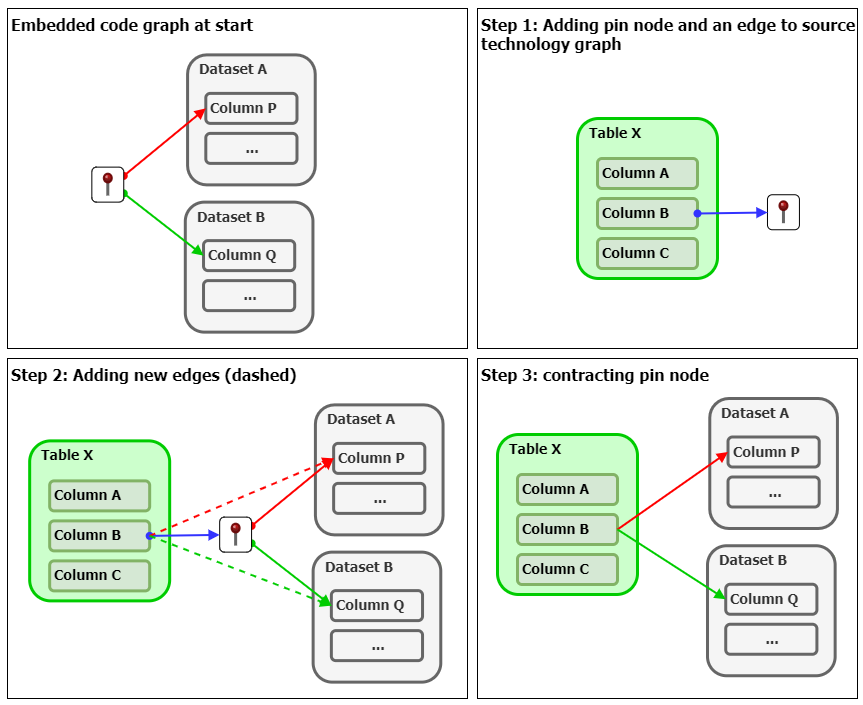 Embedded code graph at start
Dataset A
Column P
...
Dataset B
Column Q
...
Step 1: Adding pin node and an edge to source
technology graph
Table X
Column A
Column B
Column C
Step 2: Adding new edges (dashed)
Table X
Column A
Column B
Column C
Dataset A
Column P
...
Dataset B
Column Q
...
Step 3: contracting pin node
Table X
Column A
Column B
Column C
Dataset A
Column P
...
Dataset B
Column Q
...